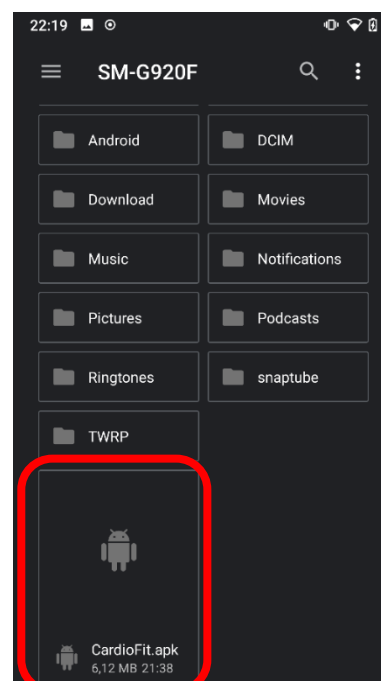 22:19
SM-G920F
Android
DCIM
Download
Movies
Music
Notifications
Pictures
Podcasts
Ringtones
snaptube
TWRP
CardioFit.apk
6,12 MB 21:38